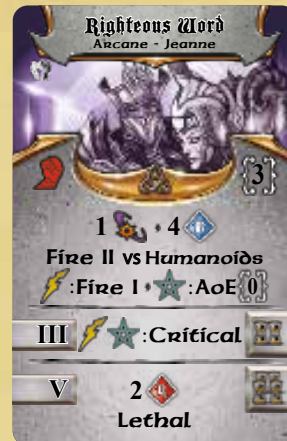 Righteous Word
Arcane - Jeanne
3
1 · 4
Fire II vs Humanoids
:Fire I · :AoE 0
III :Critical
V 2
Lethal